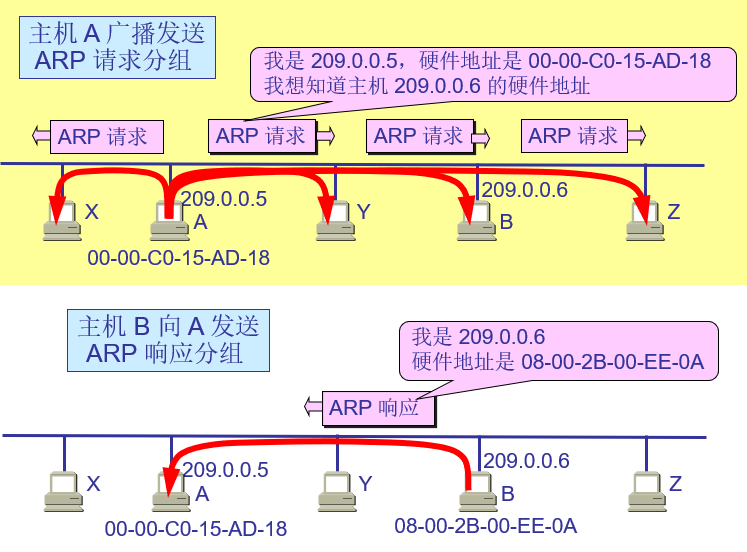 主机 A 广播发送
ARP 请求分组
我是 209.0.0.5，硬件地址是 00-00-C0-15-AD-18
我想知道主机 209.0.0.6 的硬件地址
ARP 请求
ARP 请求
ARP 请求
ARP 请求
209.0.0.5
209.0.0.6
X
A
Y
B
Z
00-00-C0-15-AD-18
主机 B 向 A 发送
ARP 响应分组
我是 209.0.0.6
硬件地址是 08-00-2B-00-EE-0A
ARP 响应
209.0.0.5
209.0.0.6
X
A
Y
B
Z
00-00-C0-15-AD-18
08-00-2B-00-EE-0A